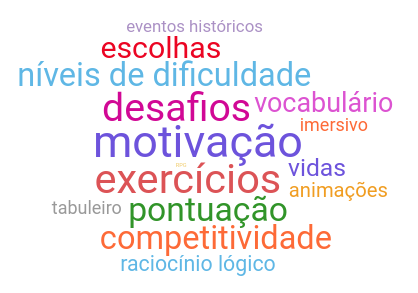 eventos históricos
escolhas
níveis de dificuldade
desafios vocabulário
imersivo
motivação
vidas
exercícios
animações
tabuleiro pontuação
competitividade
raciocínio lógico